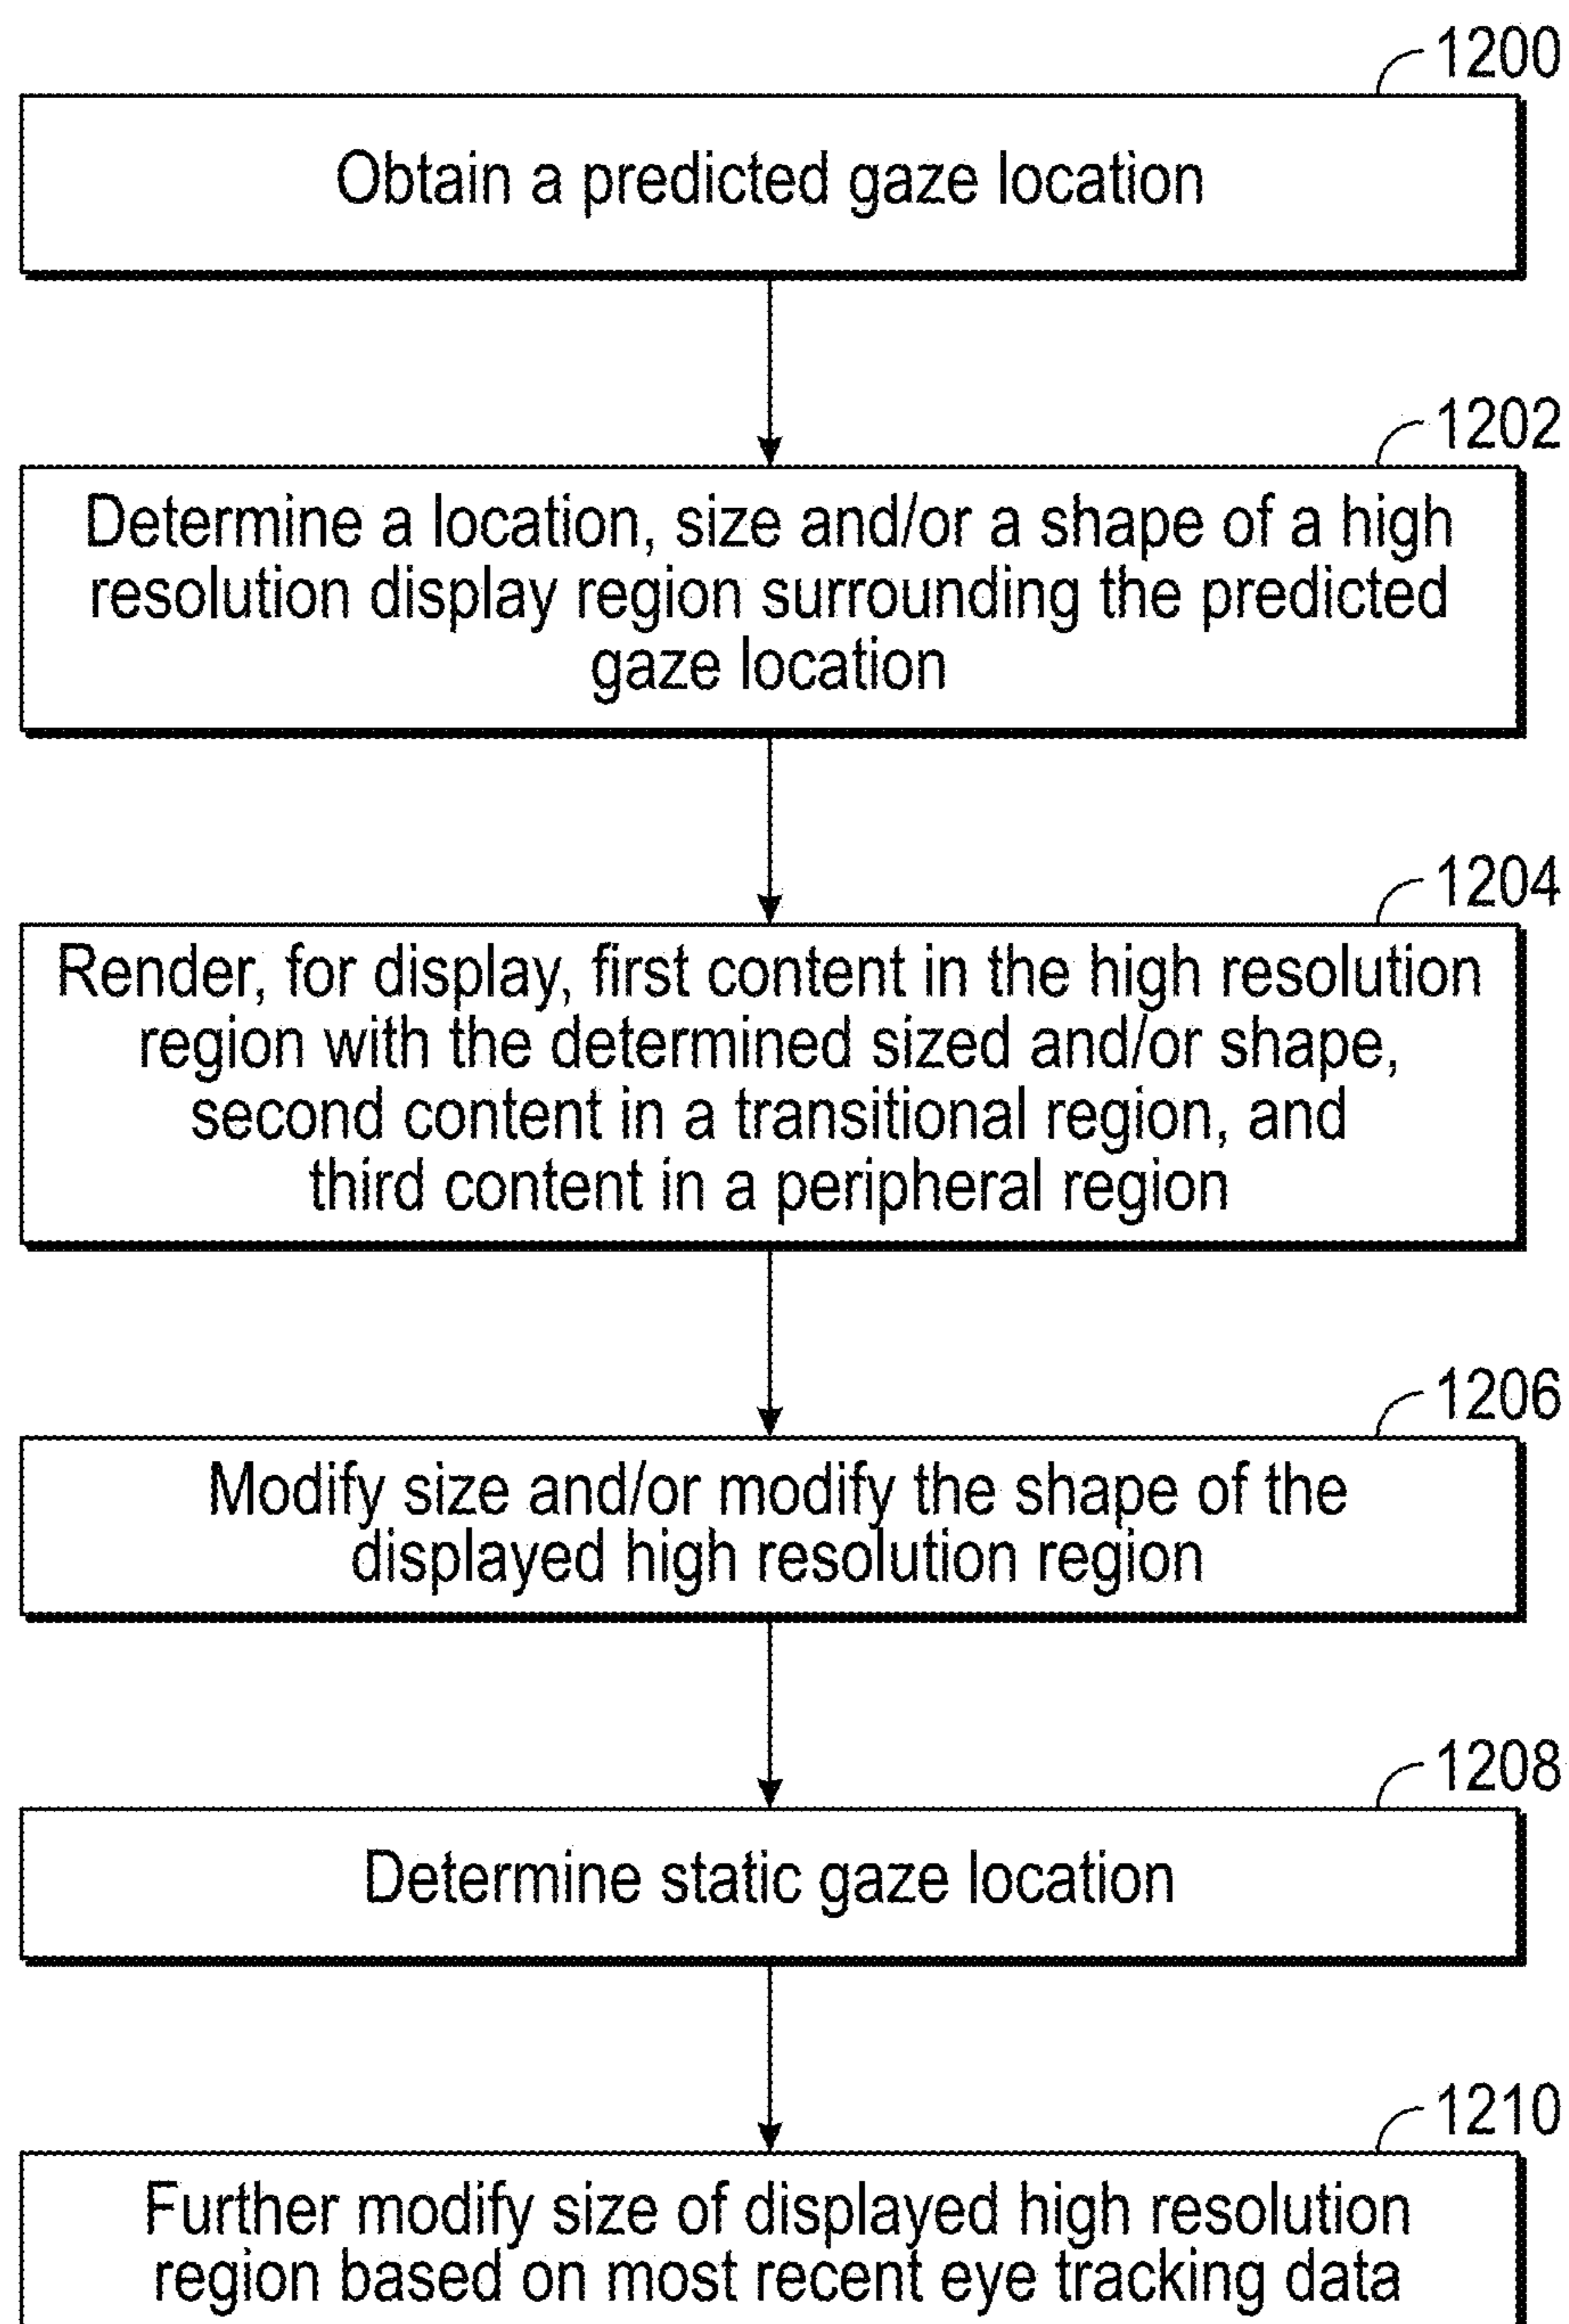 1200
Obtain a predicted gaze location
1202
Determine a location, size and/or a shape of a high
resolution display region surrounding the predicted
gaze location
1204
Render, for display, first content in the high resolution
region with the determined sized and/or shape,
second content in a transitional region, and
third content in a peripheral region
1206
Modify size and/or modify the shape of the
displayed high resolution region
1208
Determine static gaze location
1210
Further modify size of displayed high resolution
region based on most recent eye tracking data